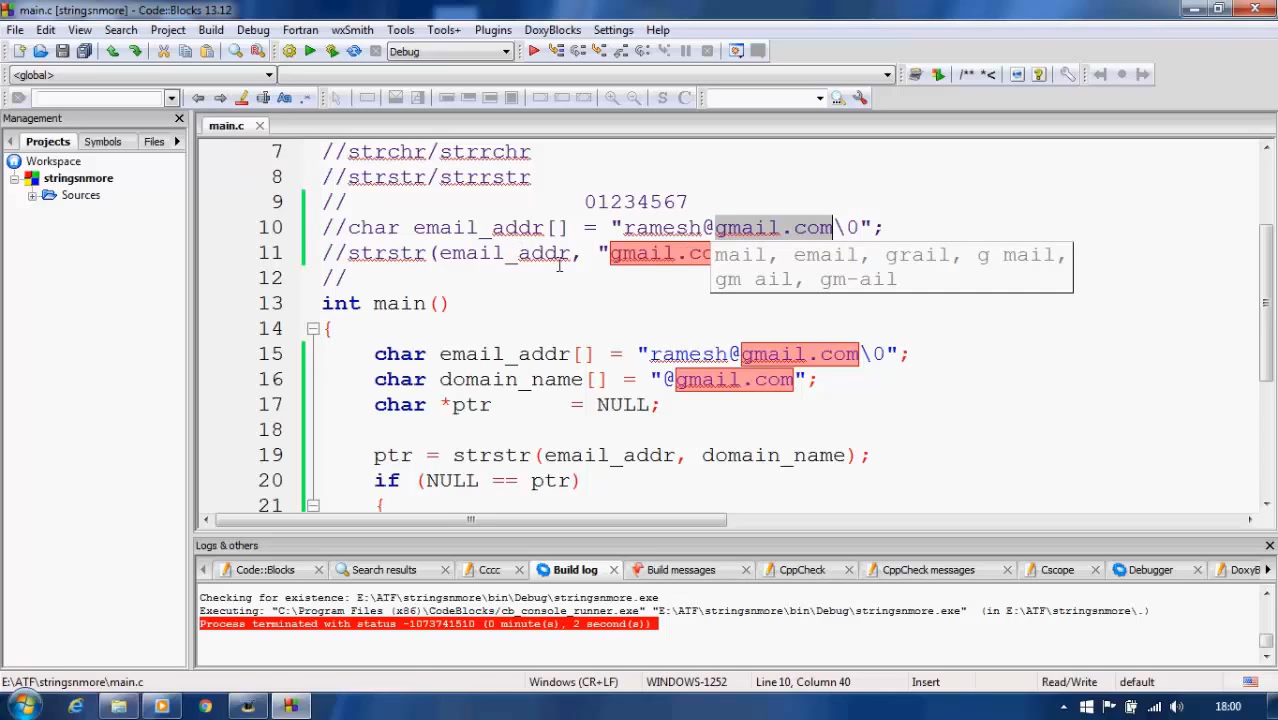 main.c [stringsnmore] - Code::Blocks 13.12
File Edit View Search Project Build Debug Fortran wxSmith Tools Tools+ Plugins DoxyBlocks Settings Help
Debug
<global>
/** *<
S C
Management
main.c
Projects Symbols Files
Workspace
stringsnmore
Sources
7 //strchr/strrchr
8 //strstr/strrstr
9 // 01234567
10 //char email_addr[] = "ramesh@gmail.com\0";
11 //strstr(email_addr, "gmail.co
mail, email, grail, g mail,
gm ail, gm-ail
12 //
13 int main()
14 {
15 char email_addr[] = "ramesh@gmail.com\0";
16 char domain_name[] = "@gmail.com";
17 char *ptr = NULL;
18
19 ptr = strstr(email_addr, domain_name);
20 if (NULL == ptr)
21 {
Logs & others
Code::Blocks Search results Cccc Build log Build messages CppCheck CppCheck messages Cscope Debugger DoxyB
Checking for existence: E:\ATF\stringsnmore\bin\Debug\stringsnmore.exe
Executing: "C:\Program Files (x86)\CodeBlocks/cb_console_runner.exe" "E:\ATF\stringsnmore\bin\Debug\stringsnmore.exe" (in E:\ATF\stringsnmore\.)
Process terminated with status -1073741510 (0 minute(s), 2 second(s))
E:\ATF\stringsnmore\main.c Windows (CR+LF) WINDOWS-1252 Line 10, Column 40 Insert Read/Write default
18:00